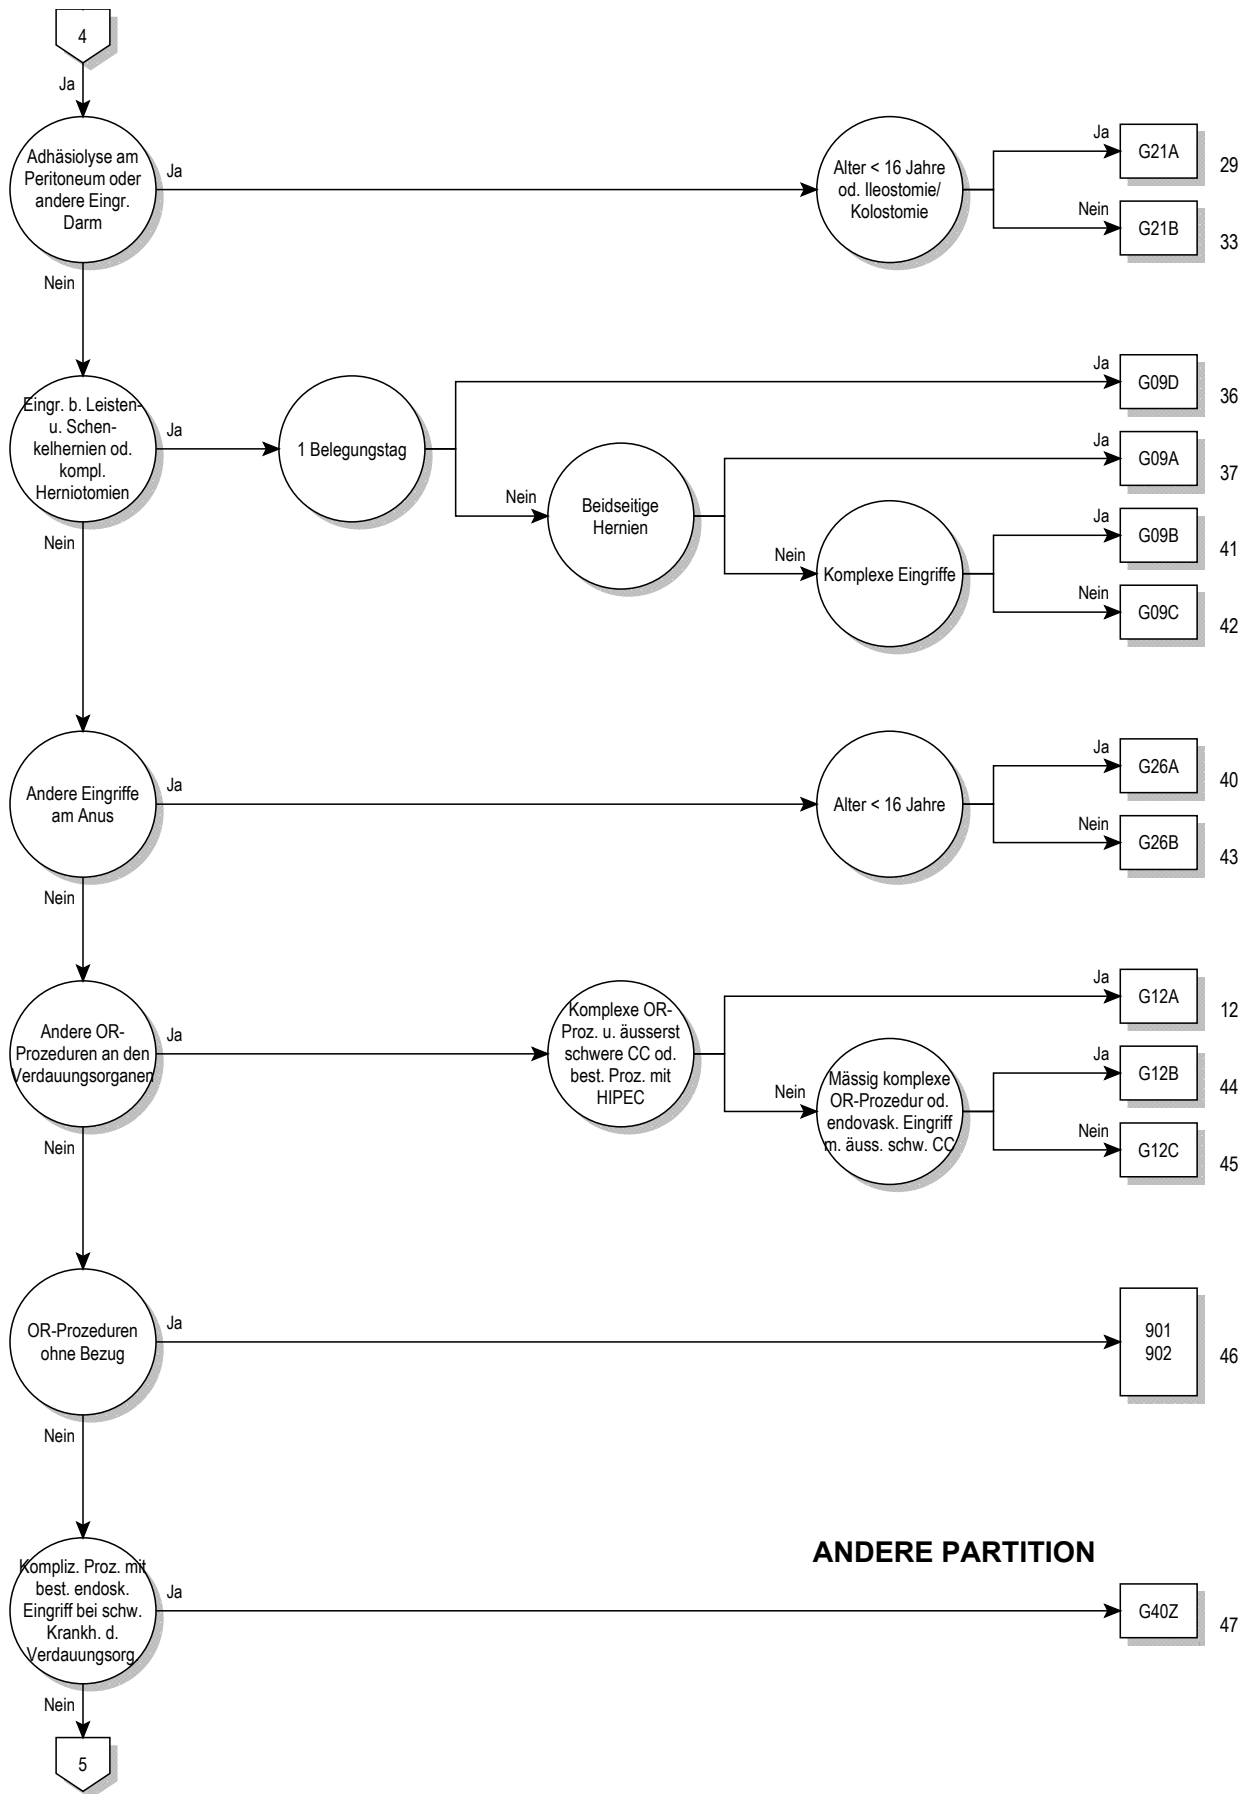 4
Ja
Adhäsiolyse am
Peritoneum oder
andere Eingr.
Darm
Ja
Alter < 16 Jahre
od. Ileostomie/
Kolostomie
Ja
G21A
29
Nein
G21B
33
Nein
Eingr. b. Leisten-
u. Schen-
kelhernien od.
kompl.
Herniotomien
Ja
1 Belegungstag
Ja
G09D
36
Nein
Beidseitige
Hernien
Ja
G09A
37
Nein
Komplexe Eingriffe
Ja
G09B
41
Nein
G09C
42
Nein
Andere Eingriffe
am Anus
Ja
Alter < 16 Jahre
Ja
G26A
40
Nein
G26B
43
Nein
Andere OR-
Prozeduren an den
Verdauungsorganen
Ja
Komplexe OR-
Proz. u. äusserst
schwere CC od.
best. Proz. mit
HIPEC
Ja
G12A
12
Nein
Mässig komplexe
OR-Prozedur od.
endovask. Eingriff
m. äuss. schw. CC
Ja
G12B
44
Nein
G12C
45
Nein
OR-Prozeduren
ohne Bezug
Ja
901
902
46
Nein
ANDERE PARTITION
Kompliz. Proz. mit
best. endosk.
Eingriff bei schw.
Krankh. d.
Verdauungsorg.
Ja
G40Z
47
Nein
5